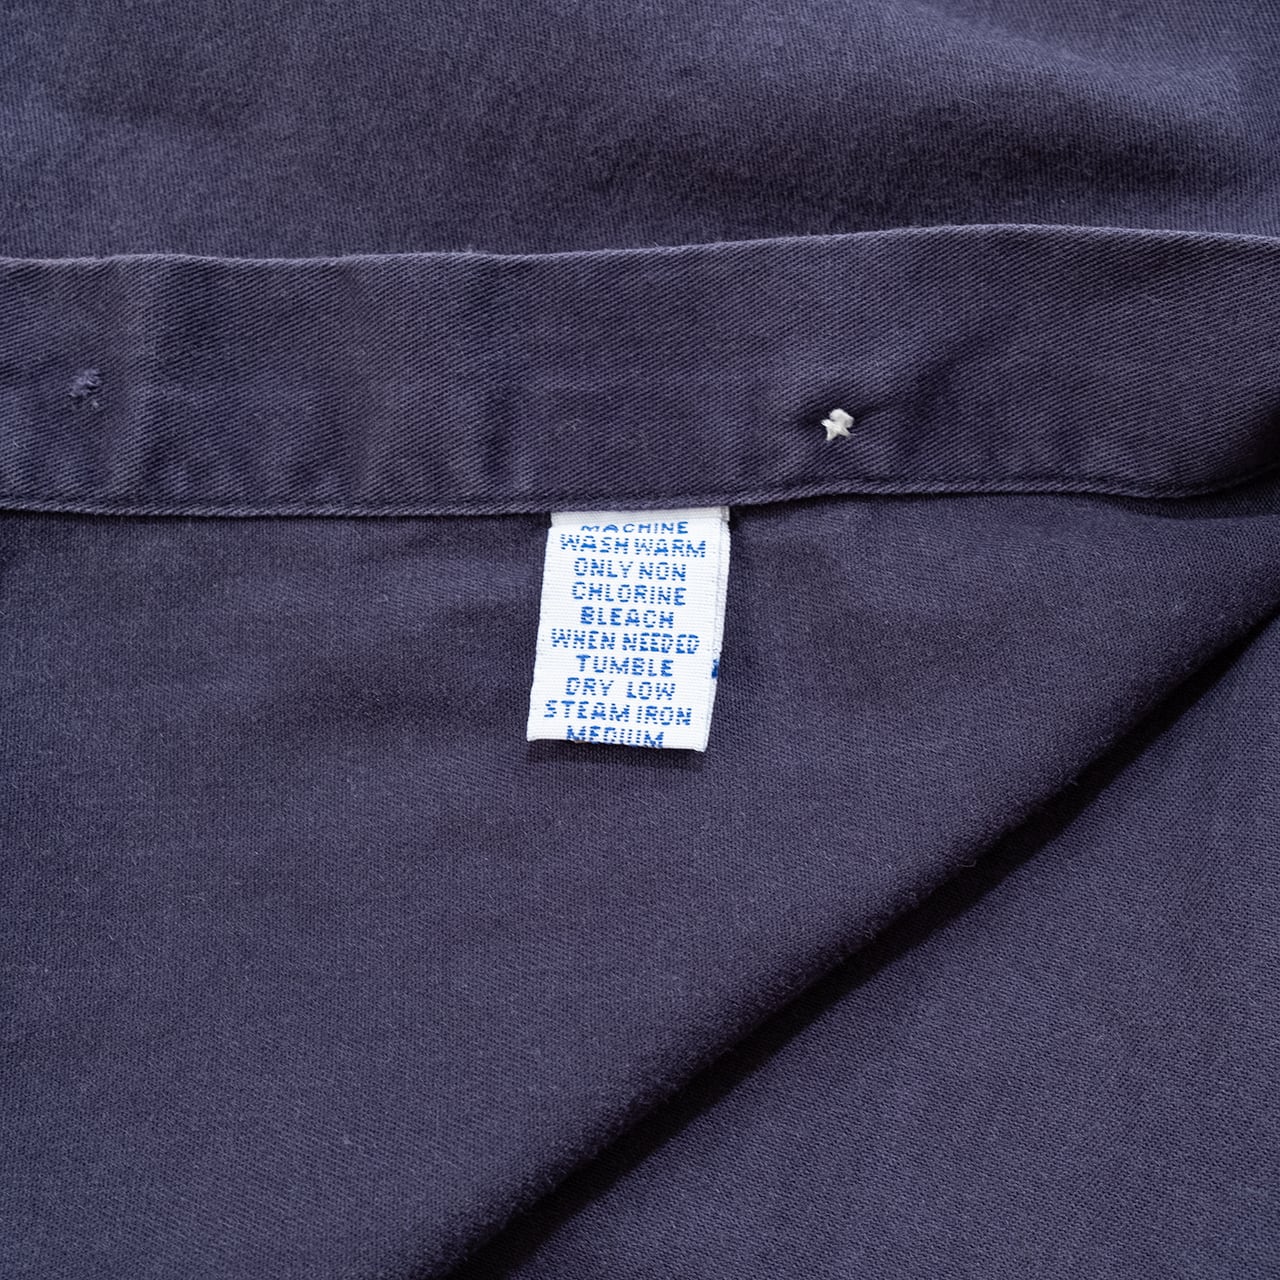 MACHINE
WASH WARM
ONLY NON
CHLORINE
BLEACH
WHEN NEEDED
TUMBLE
DRY LOW
STEAM IRON
MEDIUM